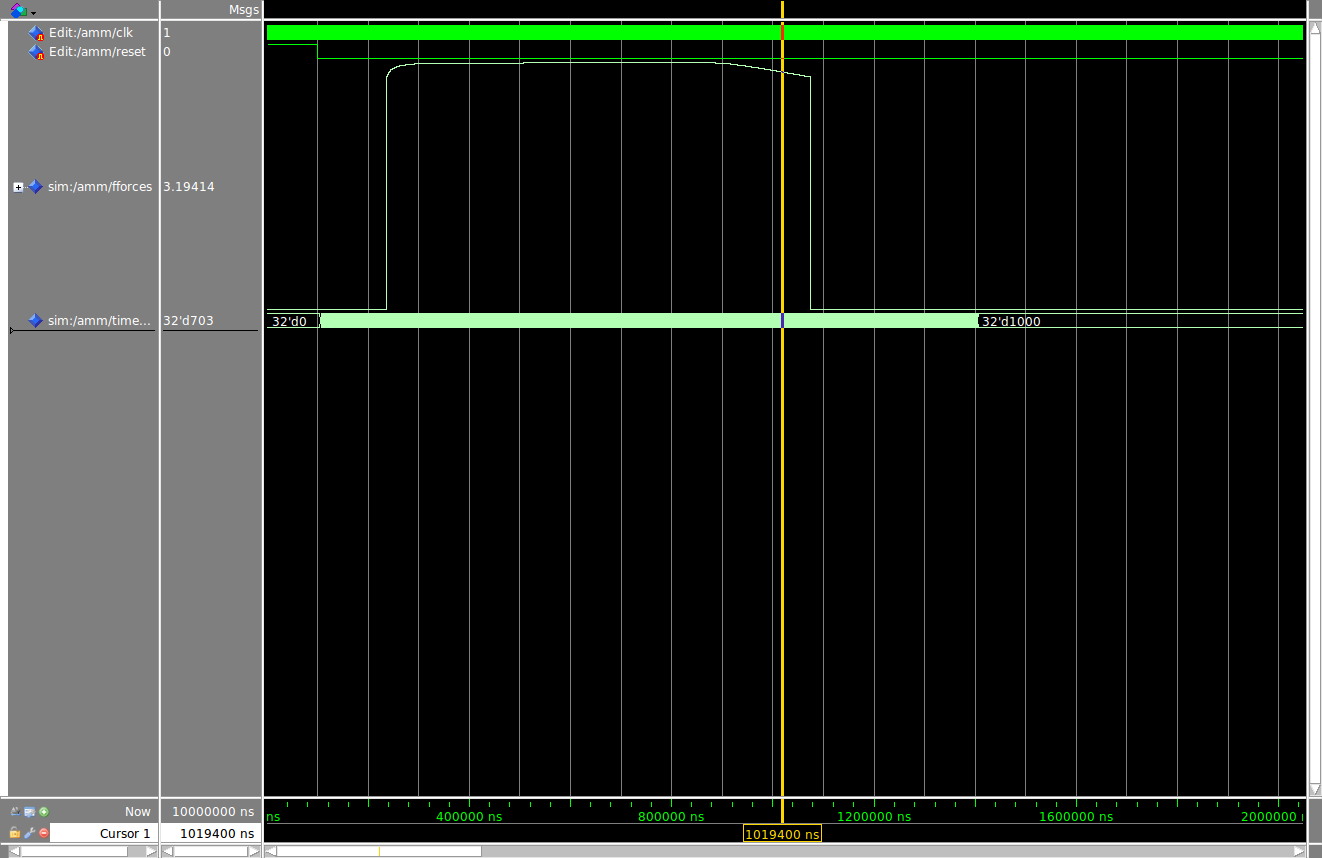 Msgs
Edit:/amm/clk 1
Edit:/amm/reset 0
sim:/amm/fforces 3.19414
sim:/amm/time... 32'd703 32'd0 32'd1000
Now 10000000 ns ns 400000 ns 800000 ns 1200000 ns 1600000 ns 2000000
Cursor 1 1019400 ns 1019400 ns